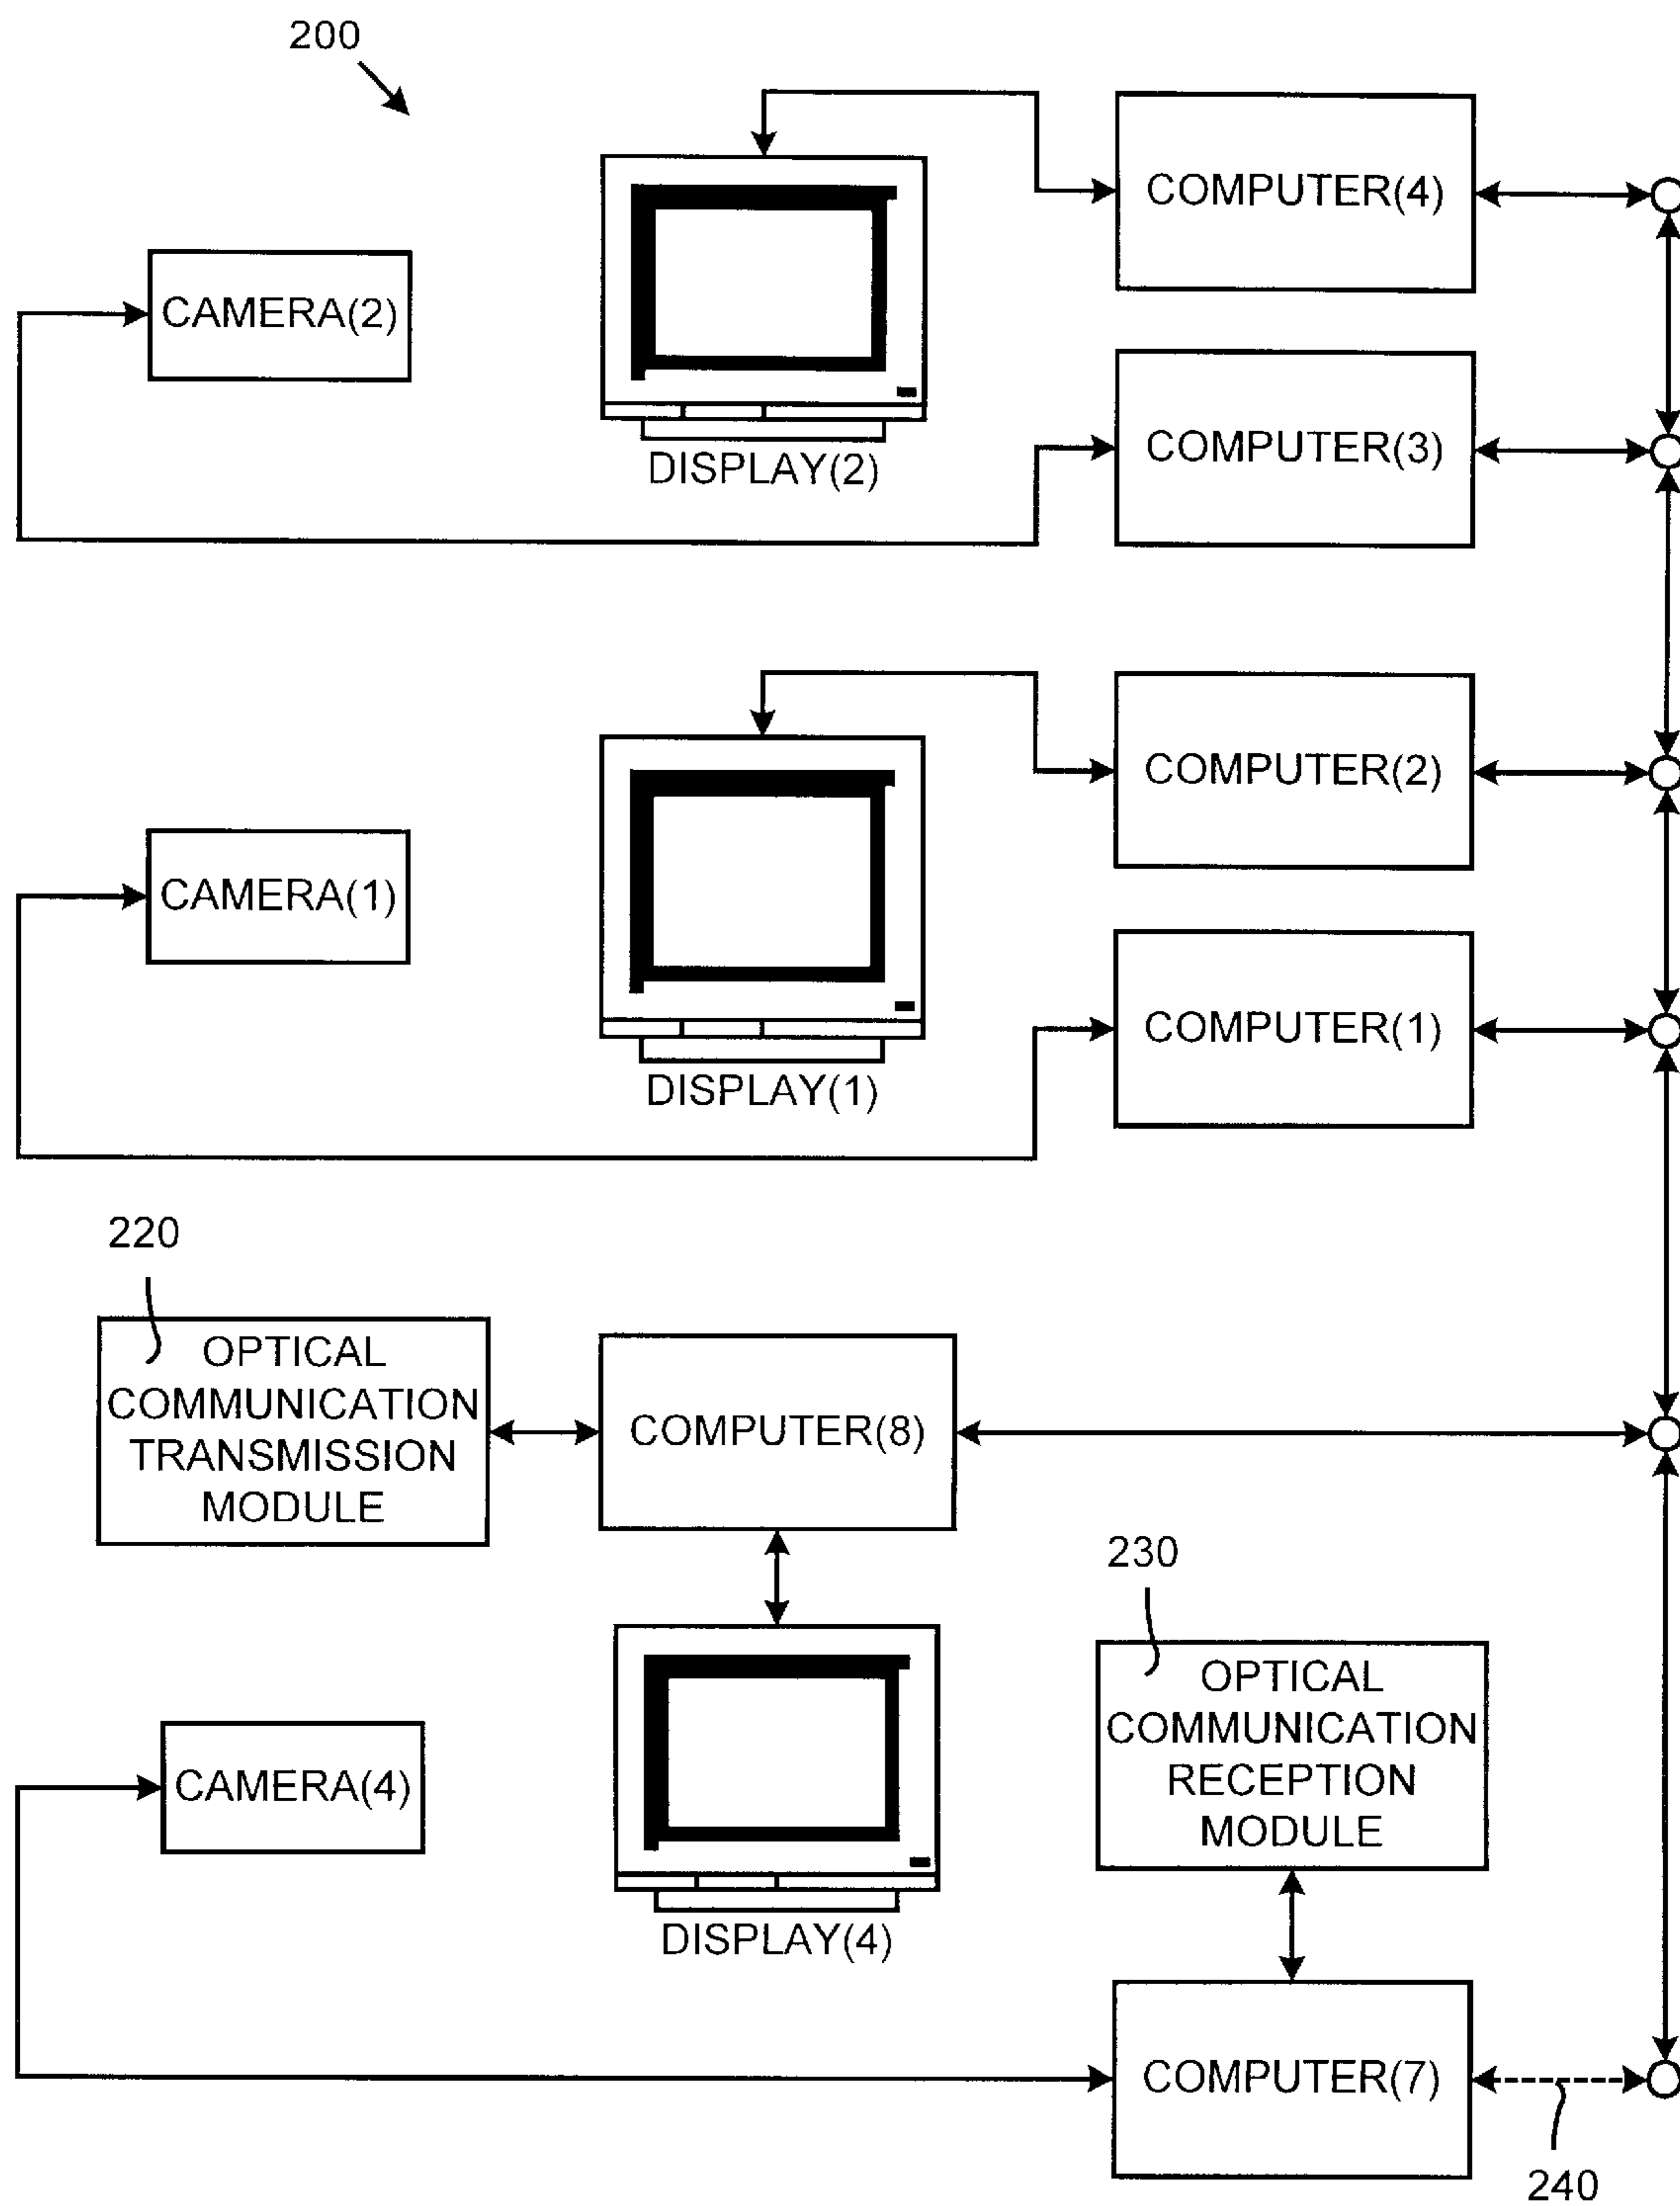 200
COMPUTER(4)
CAMERA(2)
COMPUTER(3)
DISPLAY(2)
COMPUTER(2)
CAMERA(1)
COMPUTER(1)
DISPLAY(1)
220
OPTICAL
COMMUNICATION
TRANSMISSION
MODULE
COMPUTER(8)
230
OPTICAL
COMMUNICATION
RECEPTION
MODULE
CAMERA(4)
DISPLAY(4)
COMPUTER(7)
240